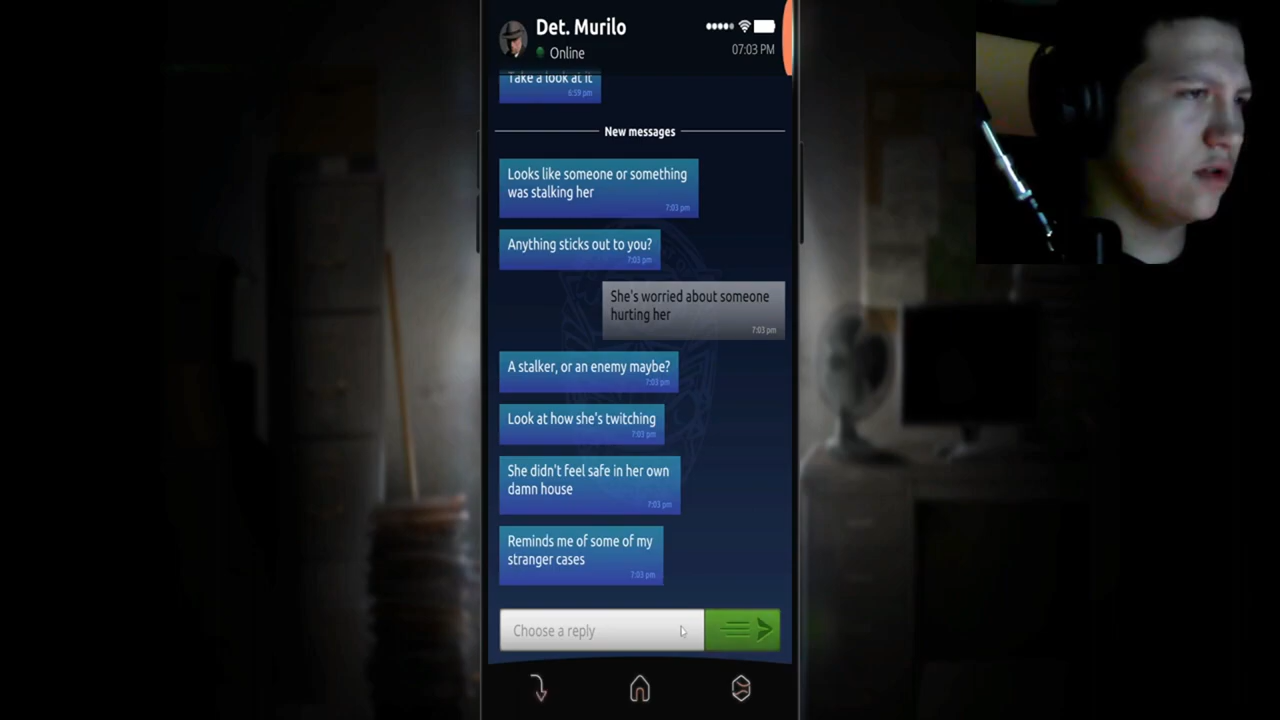 Det. Murilo
Online
07:03 PM
Take a look at it
6:59 pm
New messages
Looks like someone or something
was stalking her
7:03 pm
Anything sticks out to you?
7:03 pm
She's worried about someone
hurting her
7:03 pm
A stalker, or an enemy maybe?
7:03 pm
Look at how she's twitching
7:03 pm
She didn't feel safe in her own
damn house
7:03 pm
Reminds me of some of my
stranger cases
7:03 pm
Choose a reply